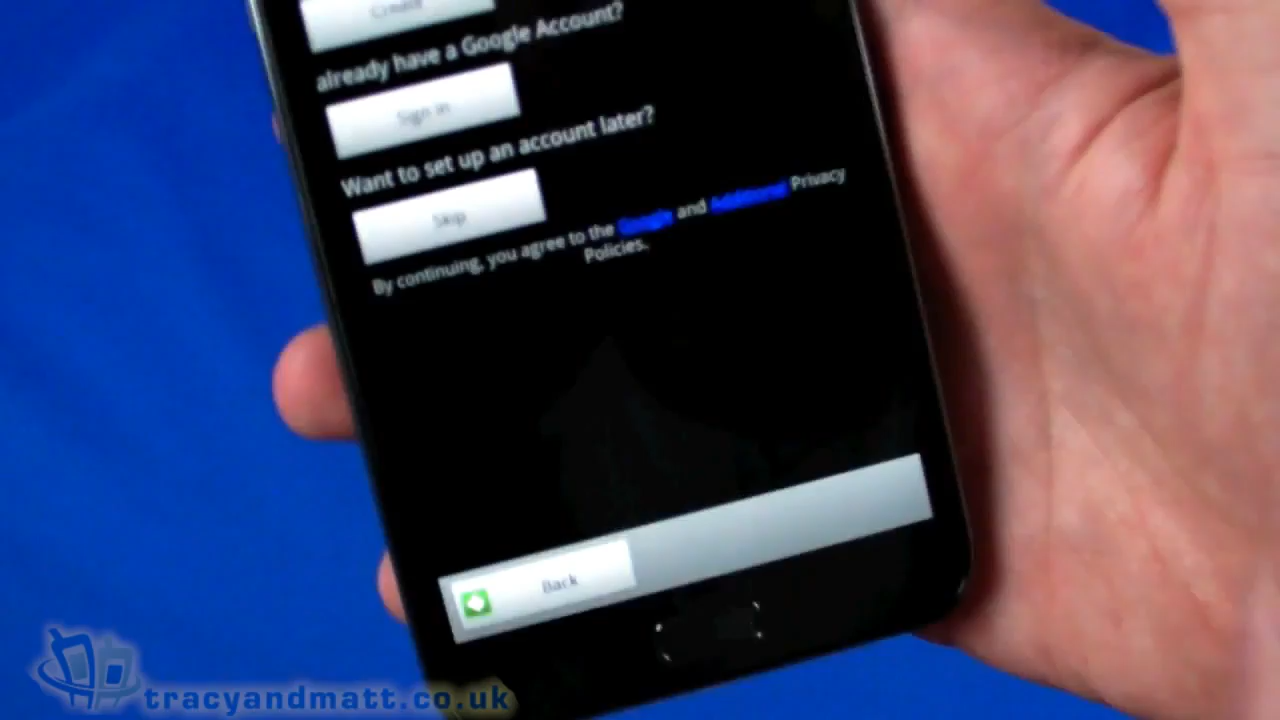 Create
already have a Google Account?
Sign in
Want to set up an account later?
Skip
By continuing, you agree to the Google and Additional Privacy
Policies.
Back
tracyandmatt.co.uk